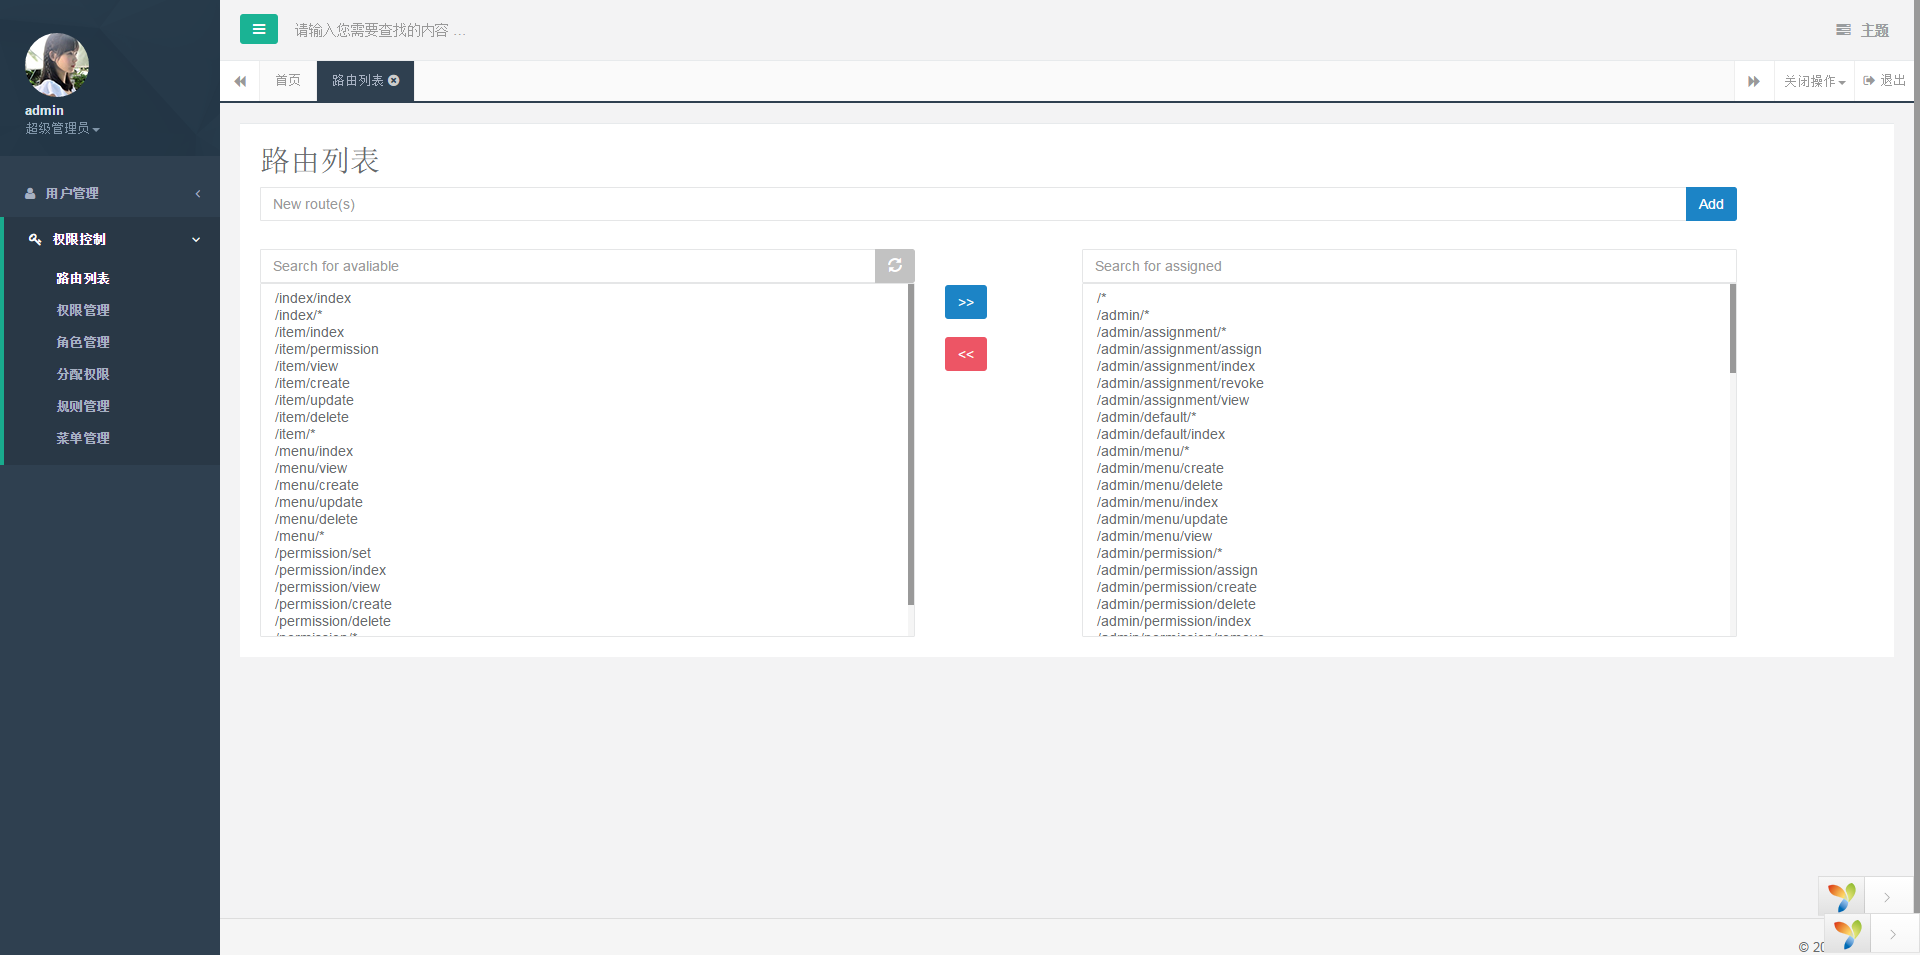 请输入您需要查找的内容 …
主题
admin
超级管理员
首页
路由列表
关闭操作
退出
用户管理
权限控制
路由列表
权限管理
角色管理
分配权限
规则管理
菜单管理
路由列表
New route(s)
Add
Search for avaliable
/index/index
/index/*
/item/index
/item/permission
/item/view
/item/create
/item/update
/item/delete
/item/*
/menu/index
/menu/view
/menu/create
/menu/update
/menu/delete
/menu/*
/permission/set
/permission/index
/permission/view
/permission/create
/permission/delete
/permission/*
>>
<<
Search for assigned
/*
/admin/*
/admin/assignment/*
/admin/assignment/assign
/admin/assignment/index
/admin/assignment/revoke
/admin/assignment/view
/admin/default/*
/admin/default/index
/admin/menu/*
/admin/menu/create
/admin/menu/delete
/admin/menu/index
/admin/menu/update
/admin/menu/view
/admin/permission/*
/admin/permission/assign
/admin/permission/create
/admin/permission/delete
/admin/permission/index
/admin/permission/remove
© 20